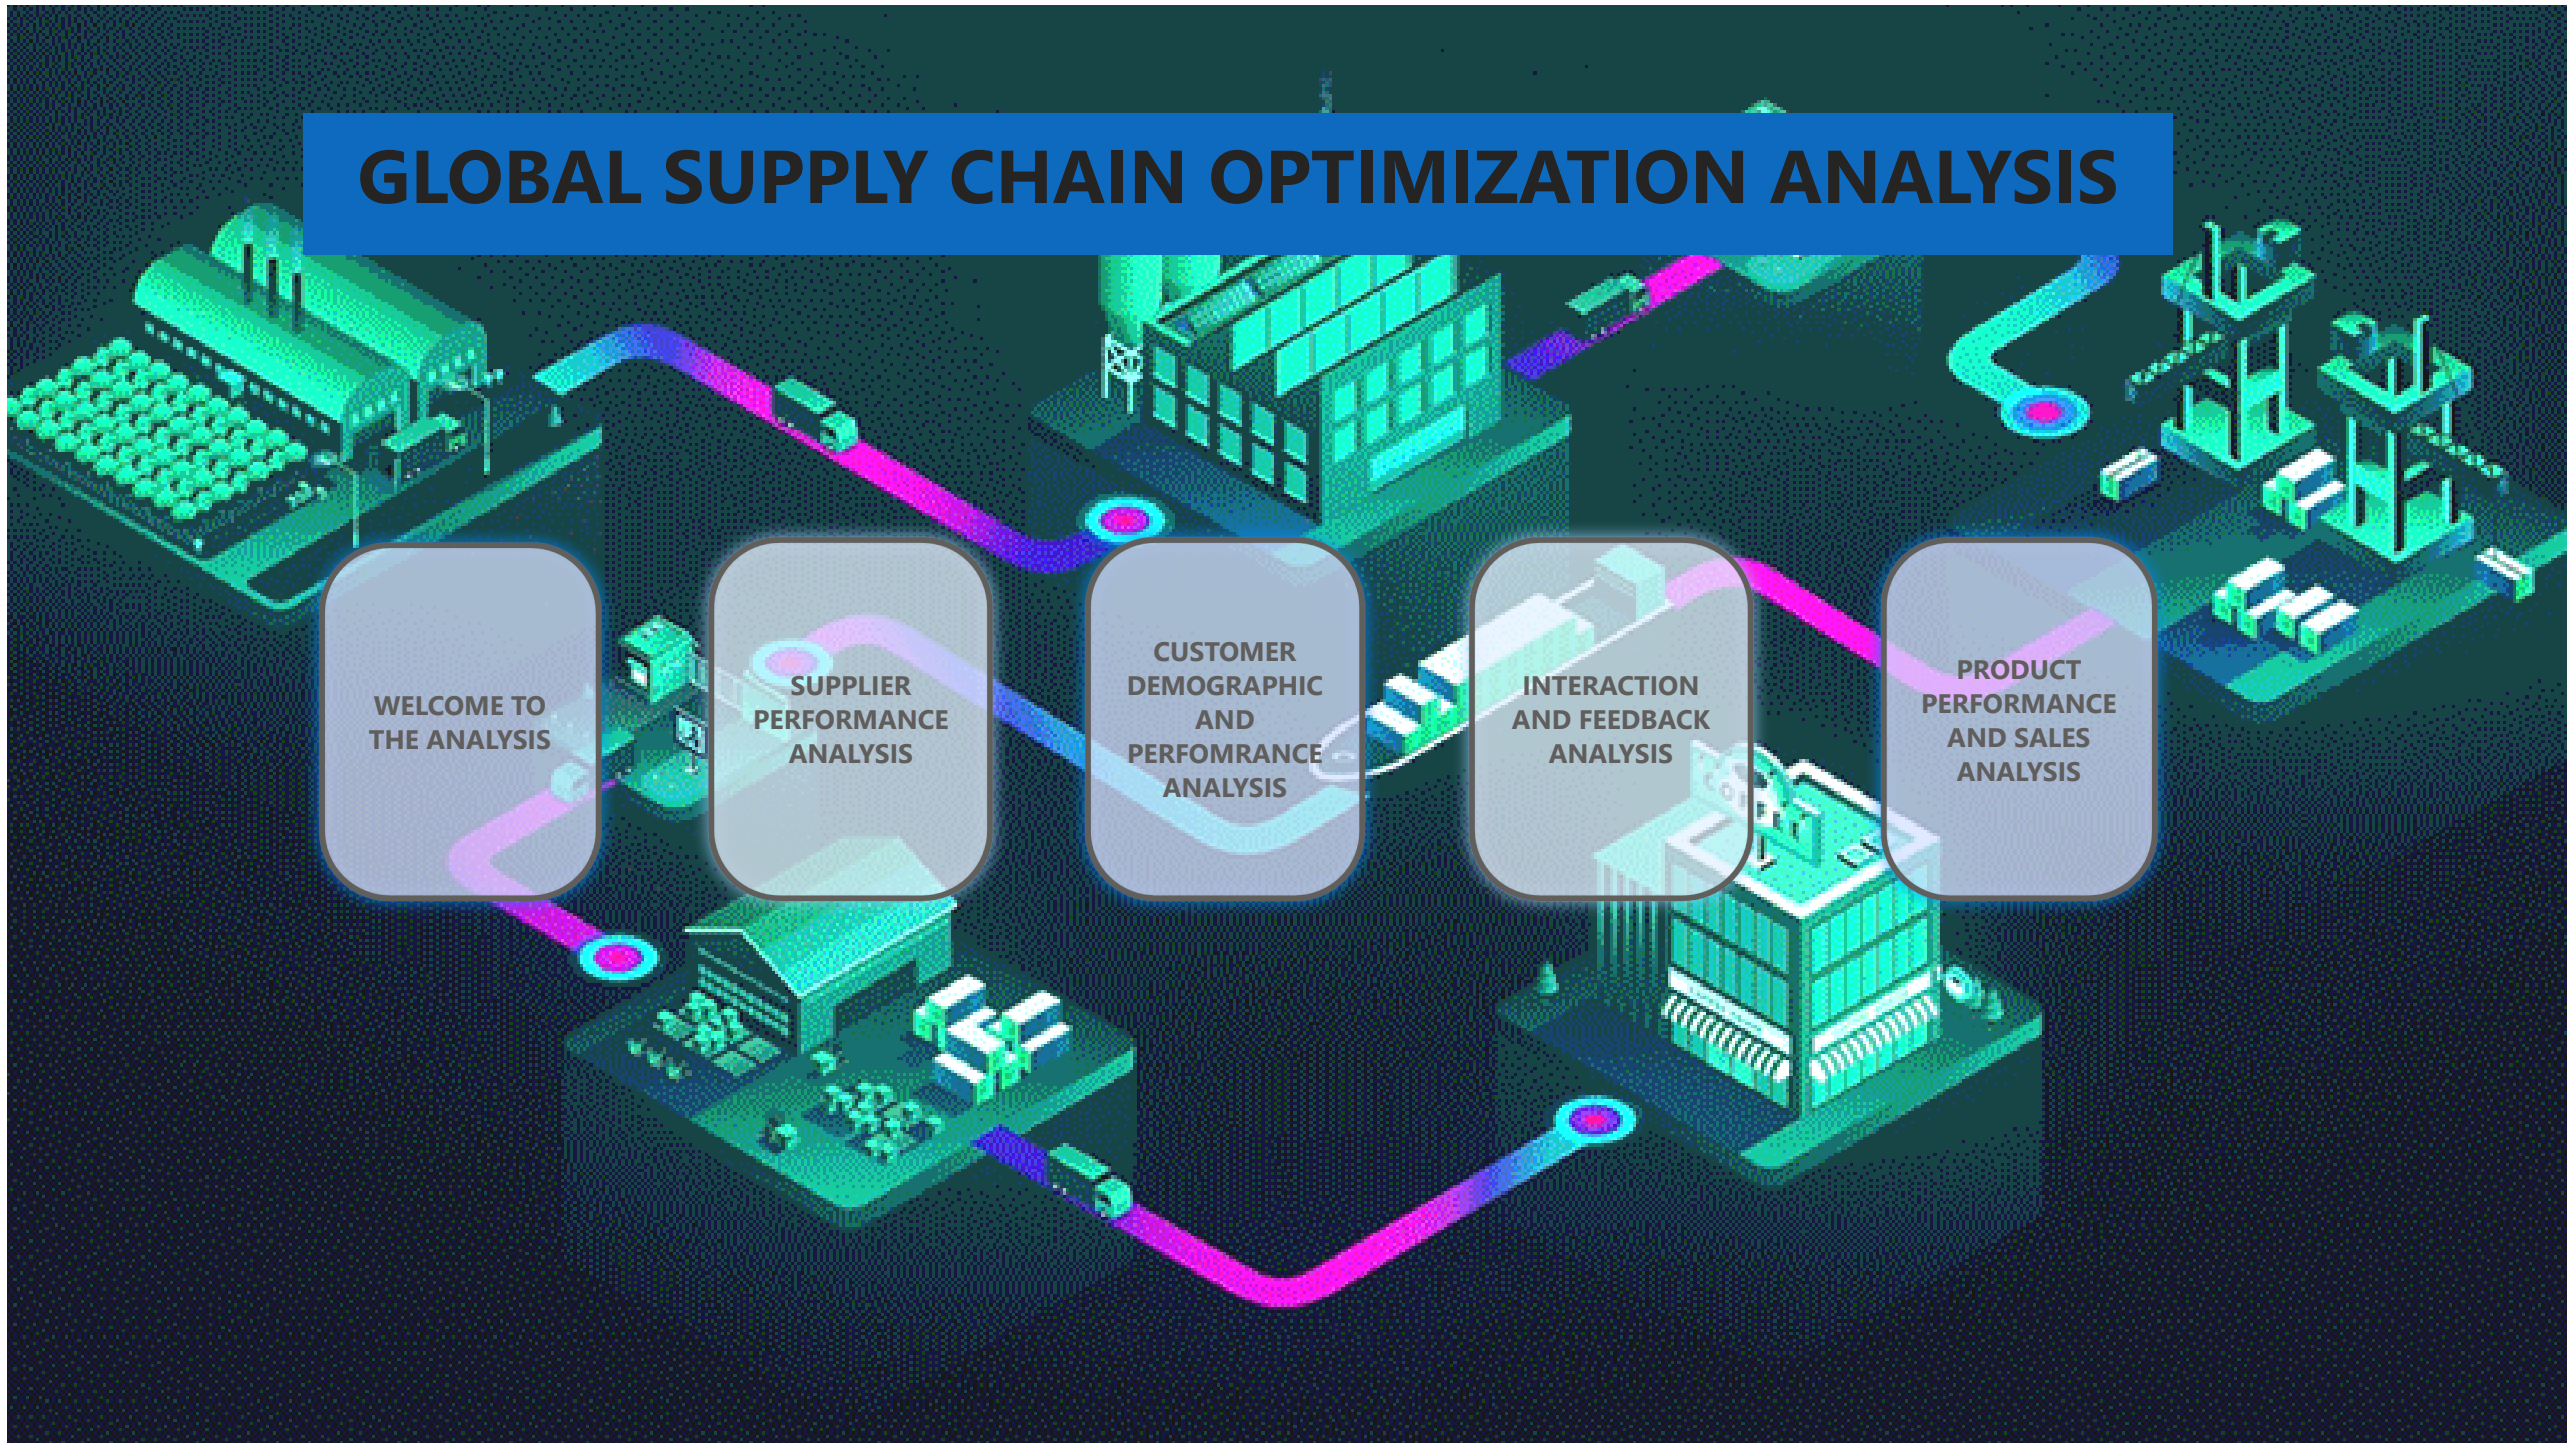 GLOBAL SUPPLY CHAIN OPTIMIZATION ANALYSIS
WELCOME TO
THE ANALYSIS
SUPPLIER
PERFORMANCE
ANALYSIS
CUSTOMER
DEMOGRAPHIC
AND
PERFOMRANCE
ANALYSIS
INTERACTION
AND FEEDBACK
ANALYSIS
PRODUCT
PERFORMANCE
AND SALES
ANALYSIS